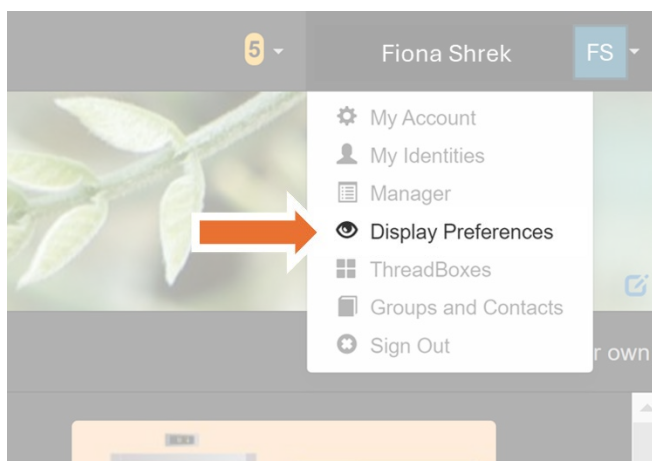 5
Fiona Shrek
FS
My Account
My Identities
Manager
Display Preferences
ThreadBoxes
Groups and Contacts
Sign Out
r own